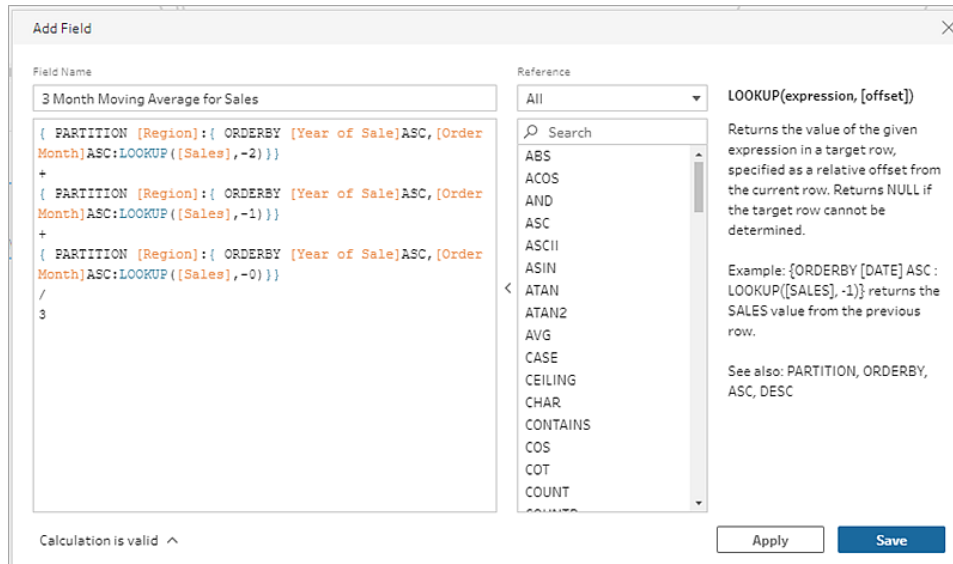 Add Field
Field Name
3 Month Moving Average for Sales
{ PARTITION [Region]:{ ORDERBY [Year of Sale]ASC,[Order
Month]ASC:LOOKUP([Sales],-2)}}
+
{ PARTITION [Region]:{ ORDERBY [Year of Sale]ASC,[Order
Month]ASC:LOOKUP([Sales],-1)}}
+
{ PARTITION [Region]:{ ORDERBY [Year of Sale]ASC,[Order
Month]ASC:LOOKUP([Sales],-0)}}
/
3
Calculation is valid
Reference
All
Search
ABS
ACOS
AND
ASC
ASCII
ASIN
ATAN
ATAN2
AVG
CASE
CEILING
CHAR
CONTAINS
COS
COT
COUNT
LOOKUP(expression, [offset])
Returns the value of the given
expression in a target row,
specified as a relative offset from
the current row. Returns NULL if
the target row cannot be
determined.
Example: {ORDERBY [DATE] ASC :
LOOKUP([SALES], -1)} returns the
SALES value from the previous
row.
See also: PARTITION, ORDERBY,
ASC, DESC
Apply
Save